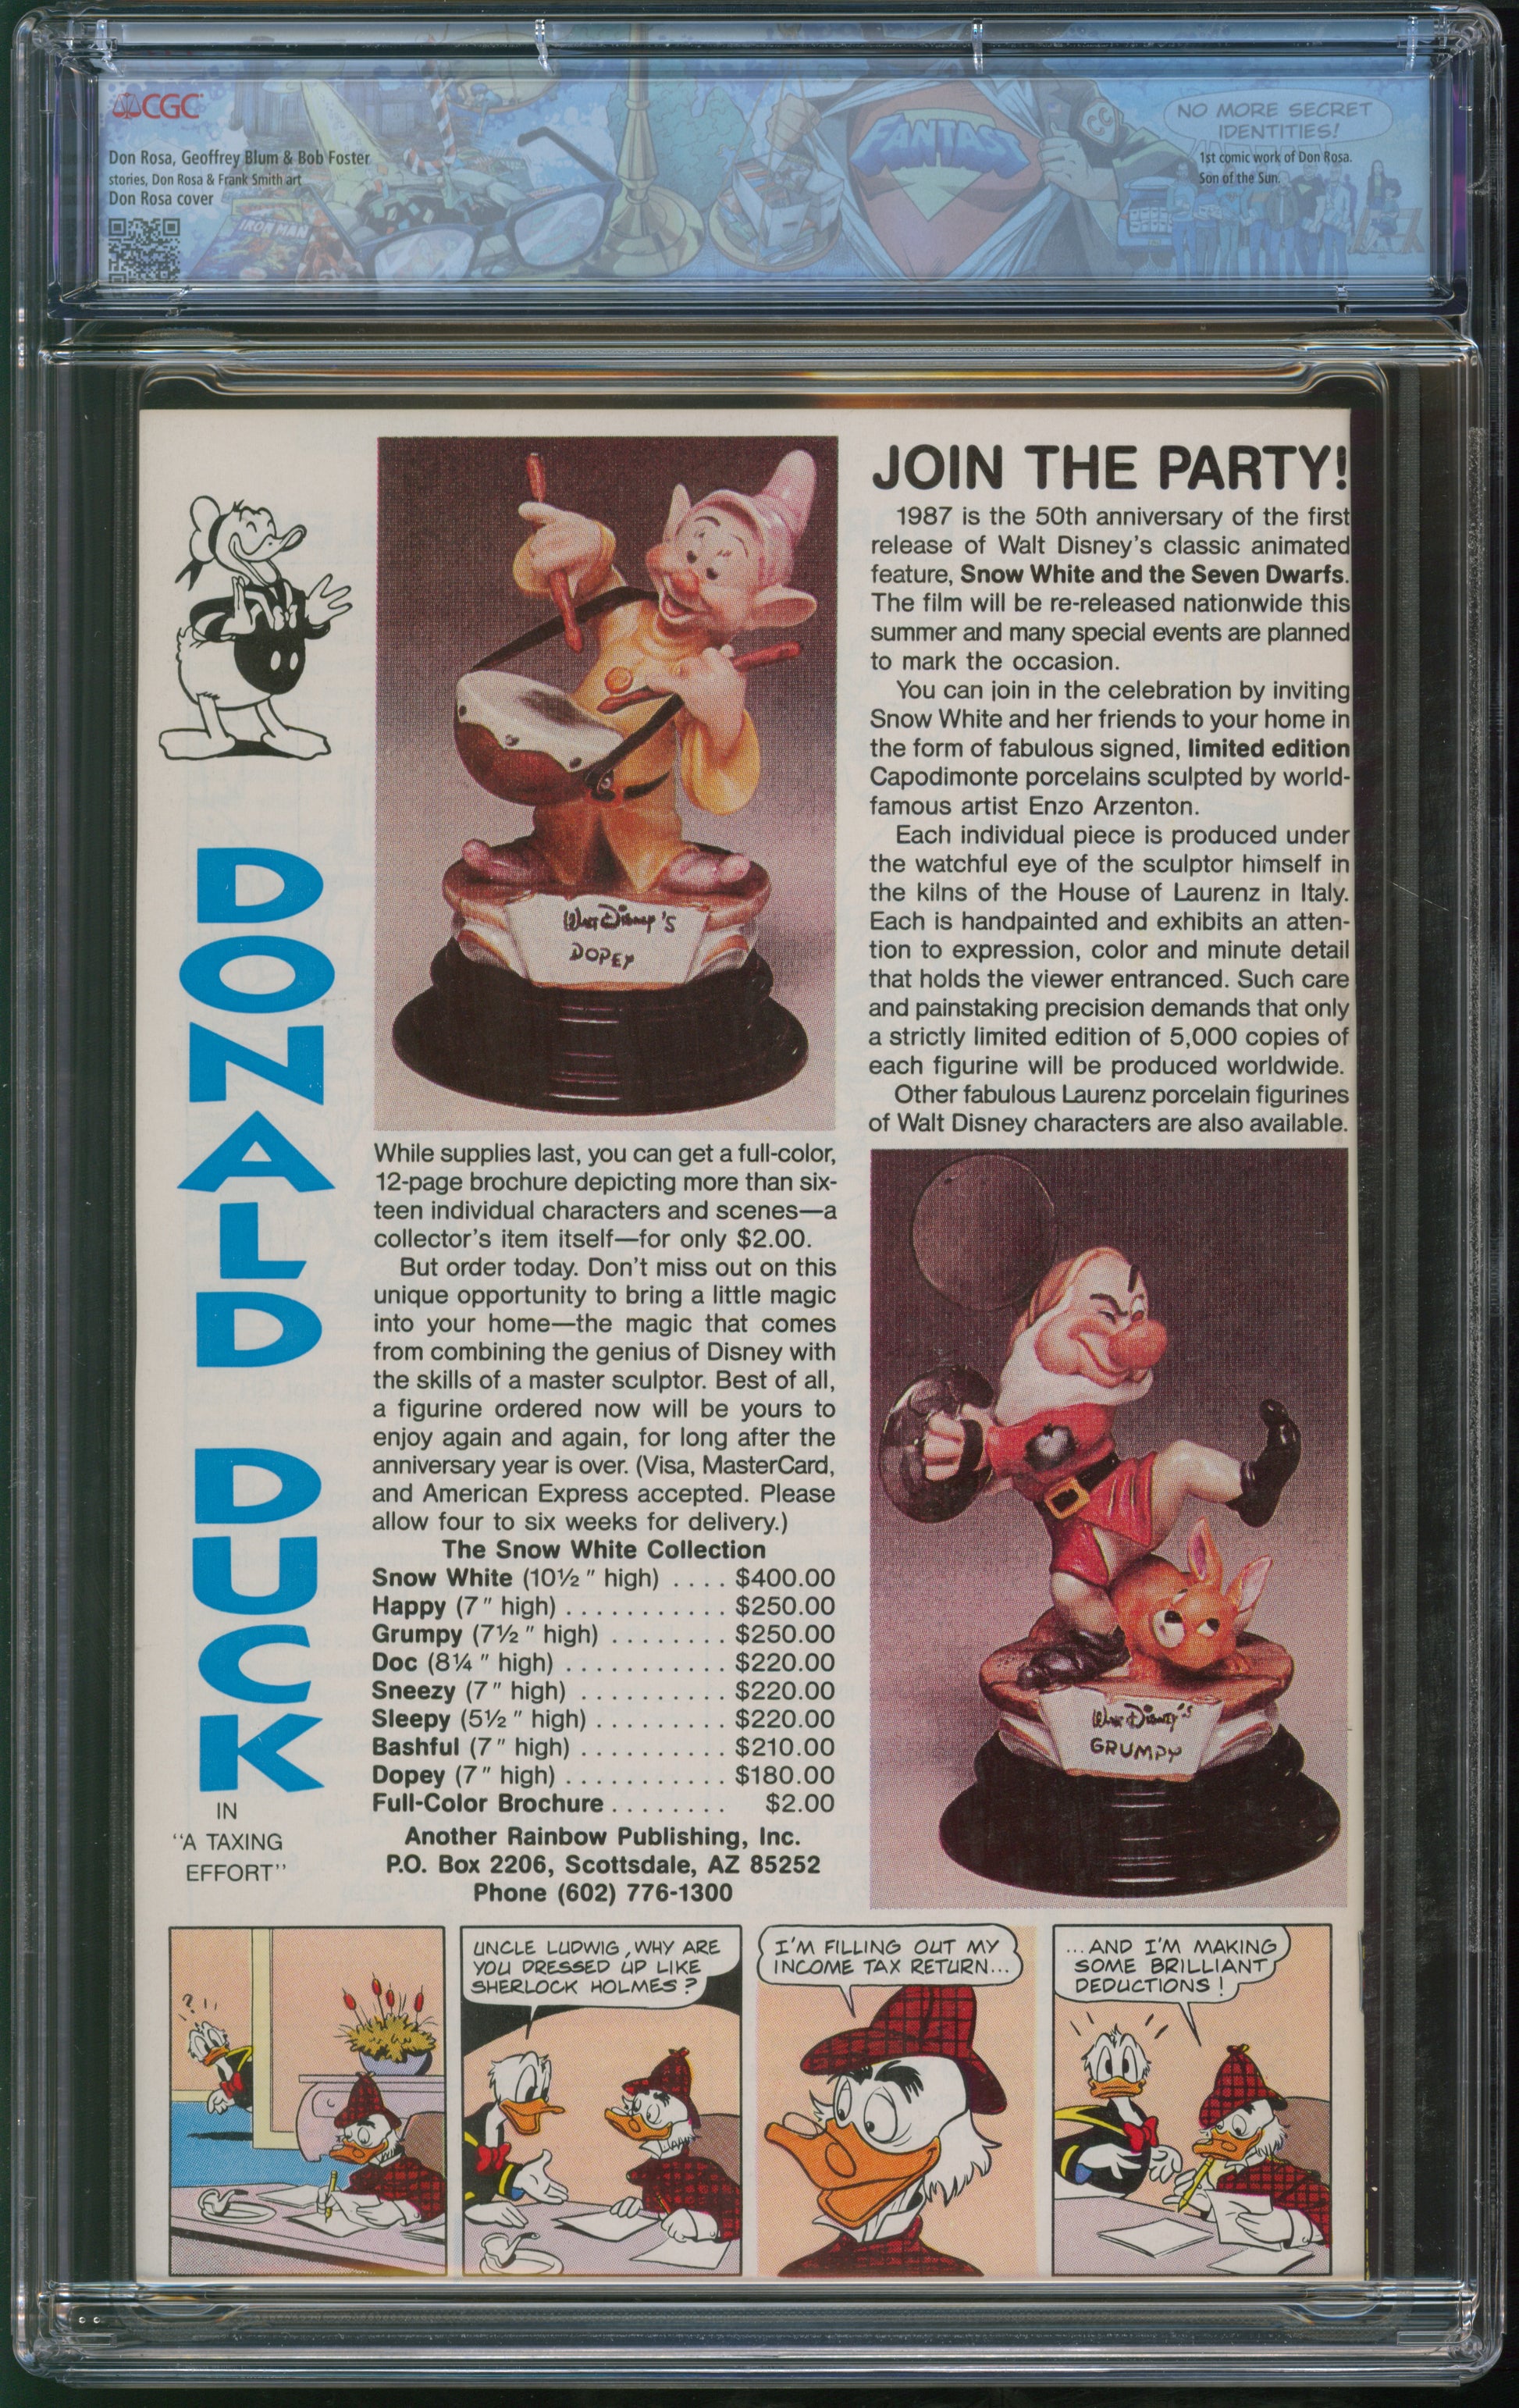 CGC
Don Rosa, Geoffrey Blum & Bob Foster
stories, Don Rosa & Frank Smith art
Don Rosa cover
IRON MAN
FANTAST
NO MORE SECRET
IDENTITIES!
1st comic work of Don Rosa.
Son of the Sun.
DONALD
DUCK
IN
"A TAXING
EFFORT"
Walt Disney's
DOPEY
JOIN THE PARTY!
1987 is the 50th anniversary of the first
release of Walt Disney's classic animated
feature, Snow White and the Seven Dwarfs.
The film will be re-released nationwide this
summer and many special events are planned
to mark the occasion.
You can join in the celebration by inviting
Snow White and her friends to your home in
the form of fabulous signed, limited edition
Capodimonte porcelains sculpted by world-
famous artist Enzo Arzenton.
Each individual piece is produced under
the watchful eye of the sculptor himself in
the kilns of the House of Laurenz in Italy.
Each is handpainted and exhibits an atten-
tion to expression, color and minute detail
that holds the viewer entranced. Such care
and painstaking precision demands that only
a strictly limited edition of 5,000 copies of
each figurine will be produced worldwide.
Other fabulous Laurenz porcelain figurines
of Walt Disney characters are also available.
While supplies last, you can get a full-color,
12-page brochure depicting more than six-
teen individual characters and scenes—a
collector's item itself—for only $2.00.
But order today. Don't miss out on this
unique opportunity to bring a little magic
into your home—the magic that comes
from combining the genius of Disney with
the skills of a master sculptor. Best of all,
a figurine ordered now will be yours to
enjoy again and again, for long after the
anniversary year is over. (Visa, MasterCard,
and American Express accepted. Please
allow four to six weeks for delivery.)
The Snow White Collection
Snow White (10½" high) .... $400.00
Happy (7" high) ........... $250.00
Grumpy (7½" high) ........ $250.00
Doc (8¼" high) ........... $220.00
Sneezy (7" high) .......... $220.00
Sleepy (5½" high) ......... $220.00
Bashful (7" high) .......... $210.00
Dopey (7" high) ........... $180.00
Full-Color Brochure ........ $2.00
Another Rainbow Publishing, Inc.
P.O. Box 2206, Scottsdale, AZ 85252
Phone (602) 776-1300
Walt Disney's
GRUMPY
?!!
UNCLE LUDWIG, WHY ARE
YOU DRESSED UP LIKE
SHERLOCK HOLMES?
I'M FILLING OUT MY
INCOME TAX RETURN...
...AND I'M MAKING
SOME BRILLIANT
DEDUCTIONS!